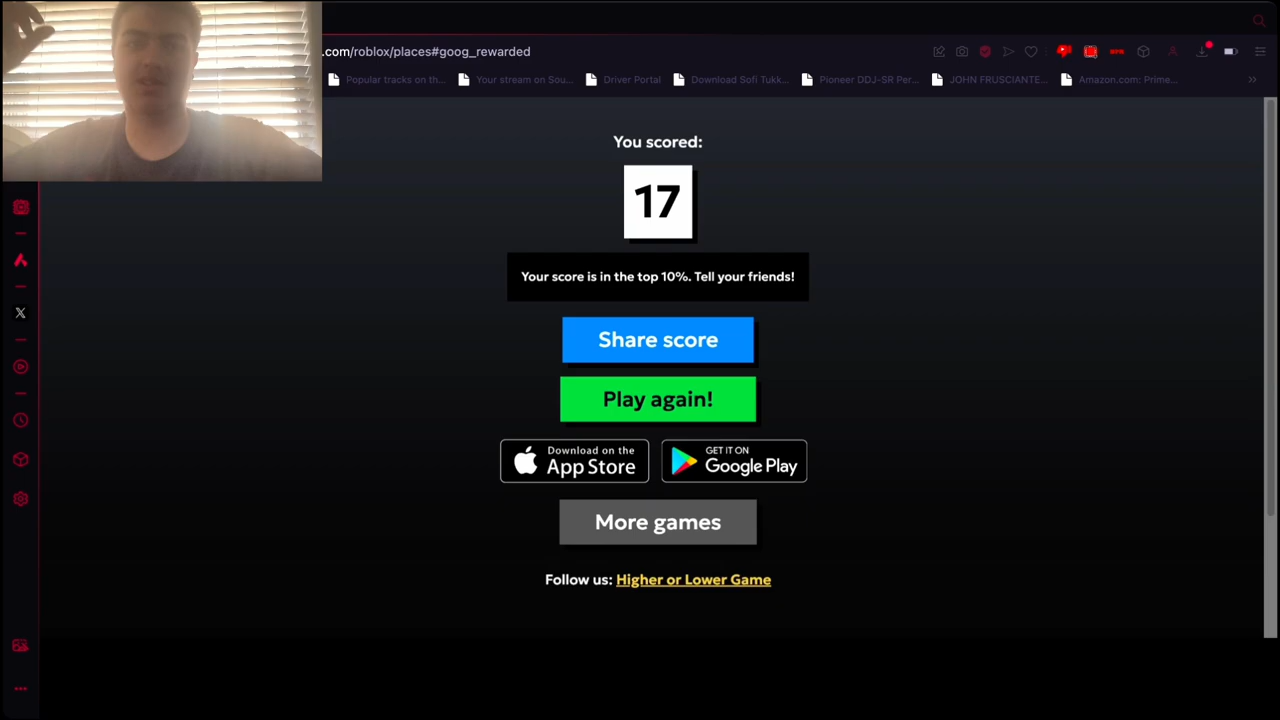 .com/roblox/places#goog_rewarded
Popular tracks on th...
Your stream on Sou...
Driver Portal
Download Sofi Tukk...
Pioneer DDJ-SR Per...
JOHN FRUSCIANTE...
Amazon.com: Prime...
You scored:
17
Your score is in the top 10%. Tell your friends!
Share score
Play again!
Download on the
App Store
GET IT ON
Google Play
More games
Follow us: Higher or Lower Game